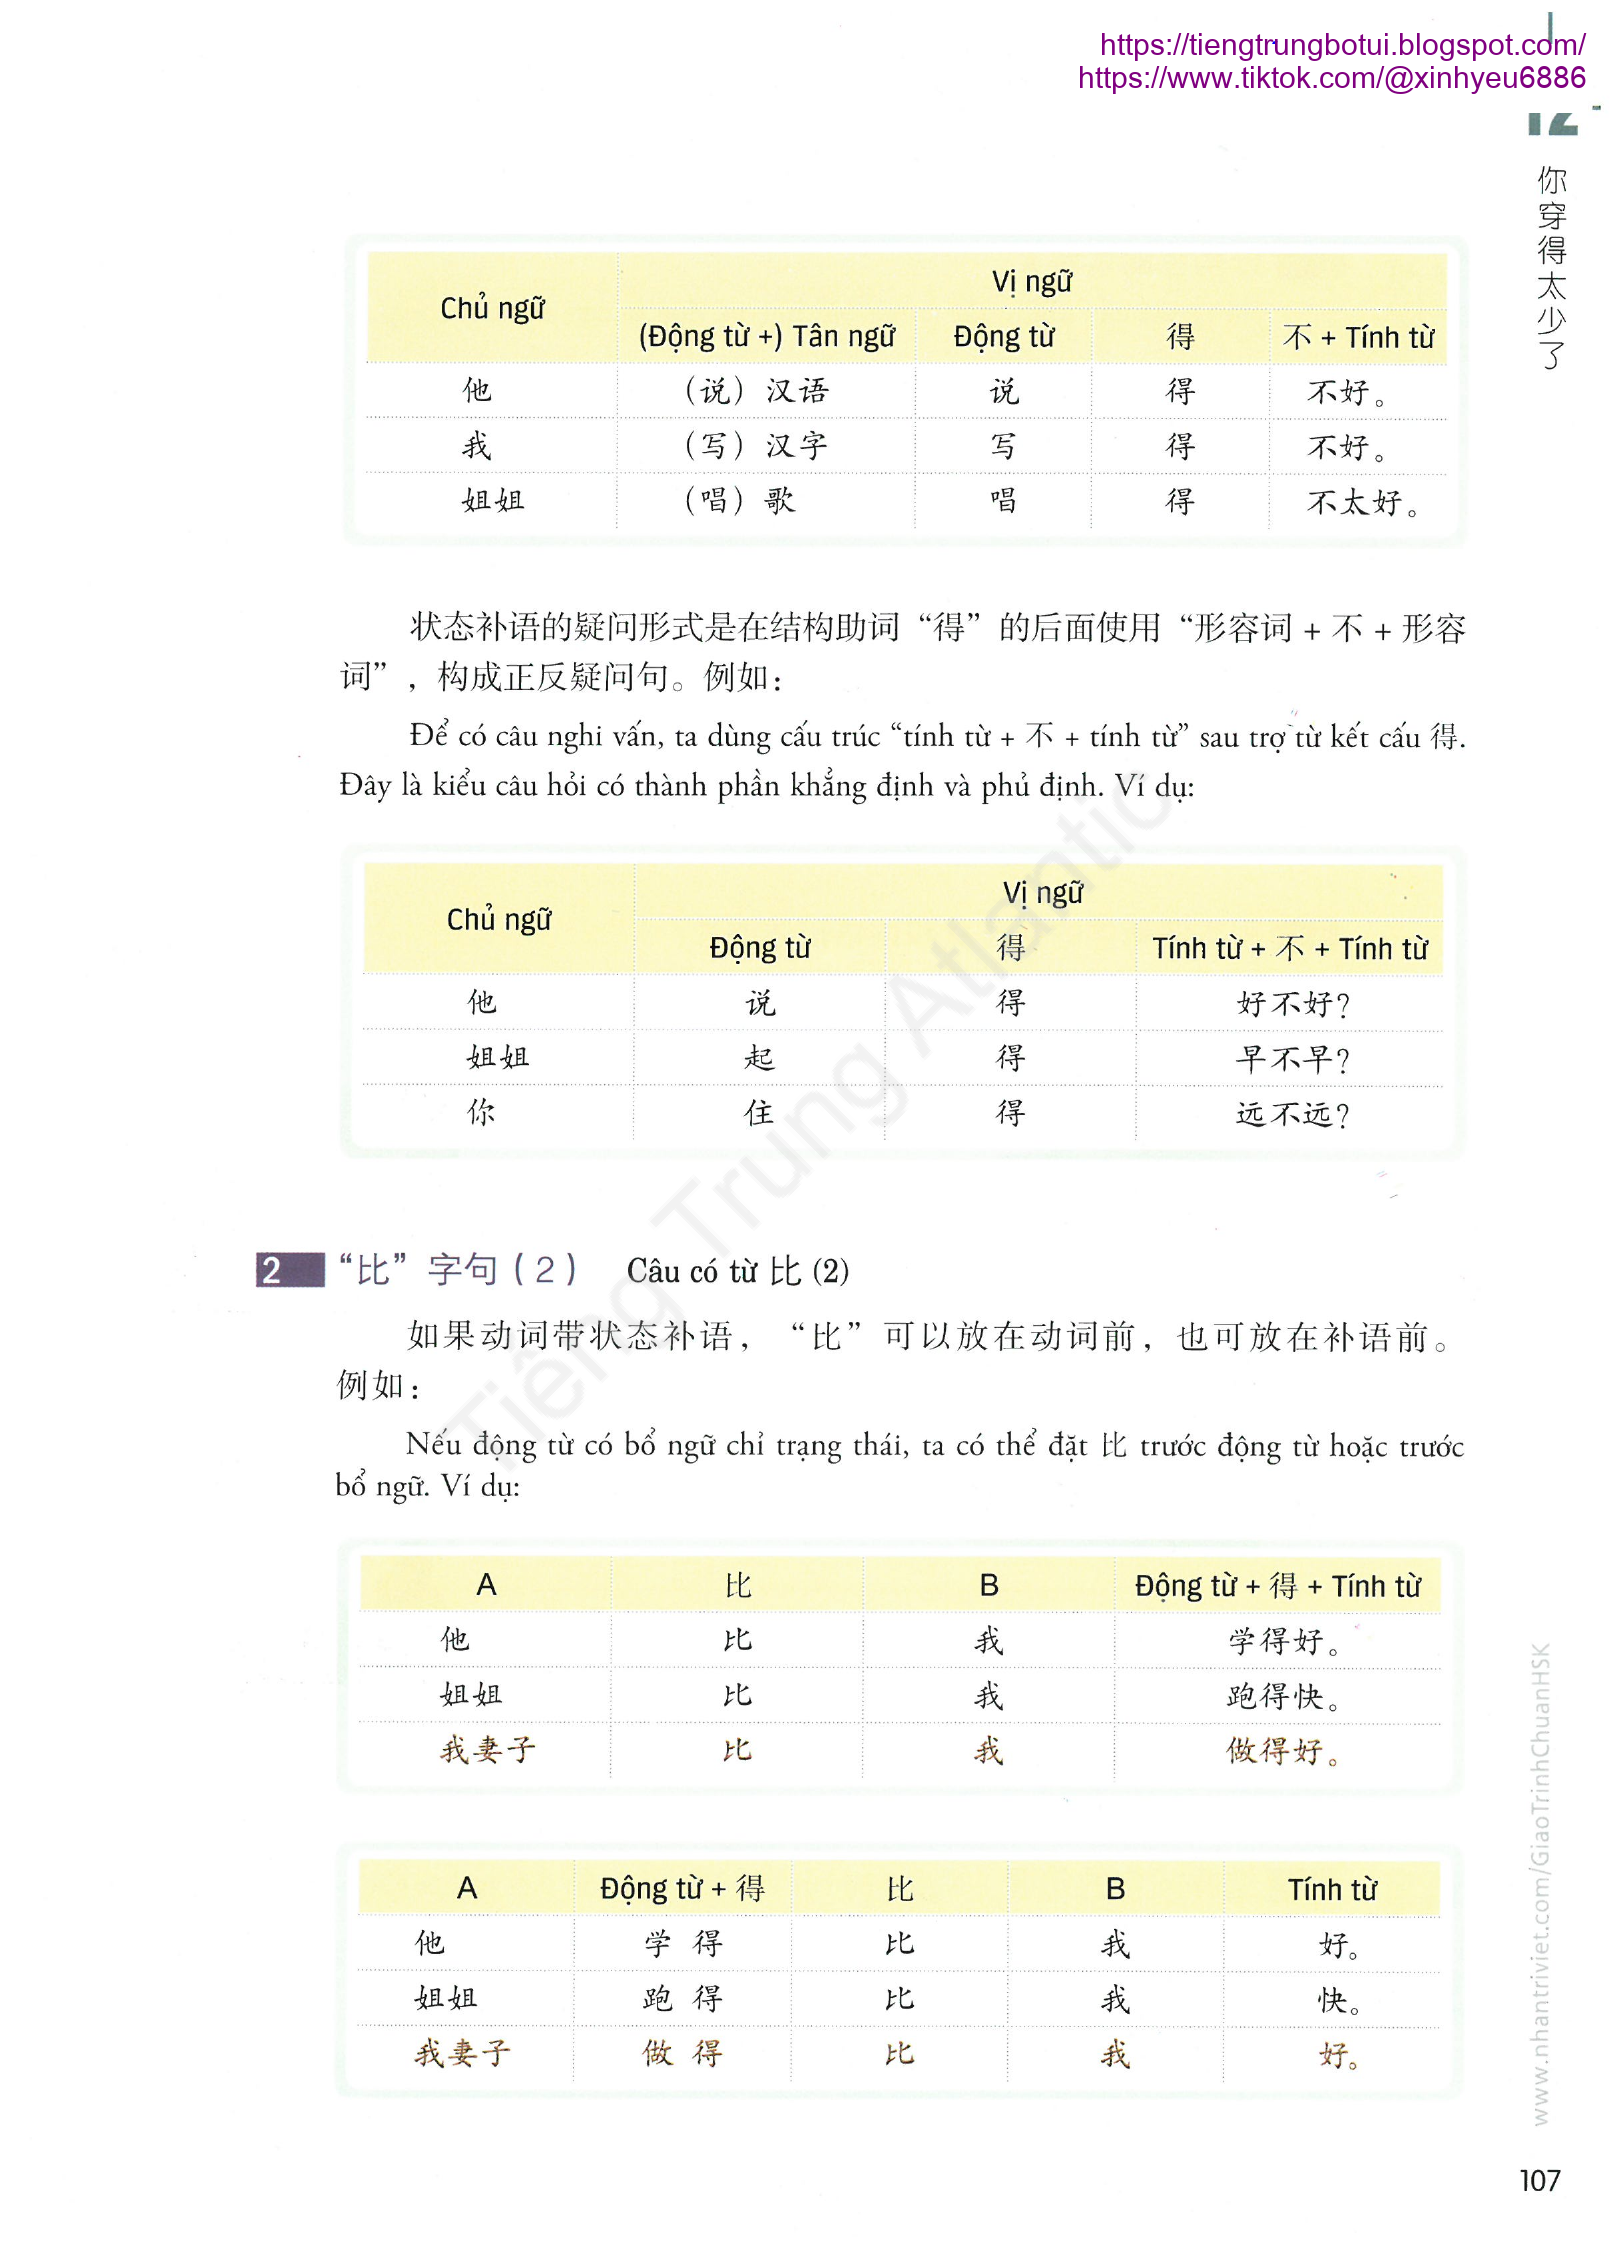 https://tiengtrungbotui.blogspot.com/
https://www.tiktok.com/@xinhyeu6886
12
你穿得太少了
Chủ ngữ Vị ngữ
(Động từ +) Tân ngữ Động từ 得 不 + Tính từ
他 （说）汉语 说 得 不好。
我 （写）汉字 写 得 不好。
姐姐 （唱）歌 唱 得 不太好。
状态补语的疑问形式是在结构助词“得”的后面使用“形容词 + 不 + 形容
词”，构成正反疑问句。例如：
Để có câu nghi vấn, ta dùng cấu trúc “tính từ + 不 + tính từ” sau trợ từ kết cấu 得.
Đây là kiểu câu hỏi có thành phần khẳng định và phủ định. Ví dụ:
Chủ ngữ Vị ngữ
Động từ 得 Tính từ + 不 + Tính từ
他 说 得 好不好？
姐姐 起 得 早不早？
你 住 得 远不远？
Tiếng Trung Atlantic
2 “比”字句（2） Câu có từ 比 (2)
如果动词带状态补语，“比”可以放在动词前，也可放在补语前。
例如：
Nếu động từ có bổ ngữ chỉ trạng thái, ta có thể đặt 比 trước động từ hoặc trước
bổ ngữ. Ví dụ:
A 比 B Động từ + 得 + Tính từ
他 比 我 学得好。
姐姐 比 我 跑得快。
我妻子 比 我 做得好。
A Động từ + 得 比 B Tính từ
他 学 得 比 我 好。
姐姐 跑 得 比 我 快。
我妻子 做 得 比 我 好。
www.nhantriviet.com/GiaoTrinhChuanHSK
107